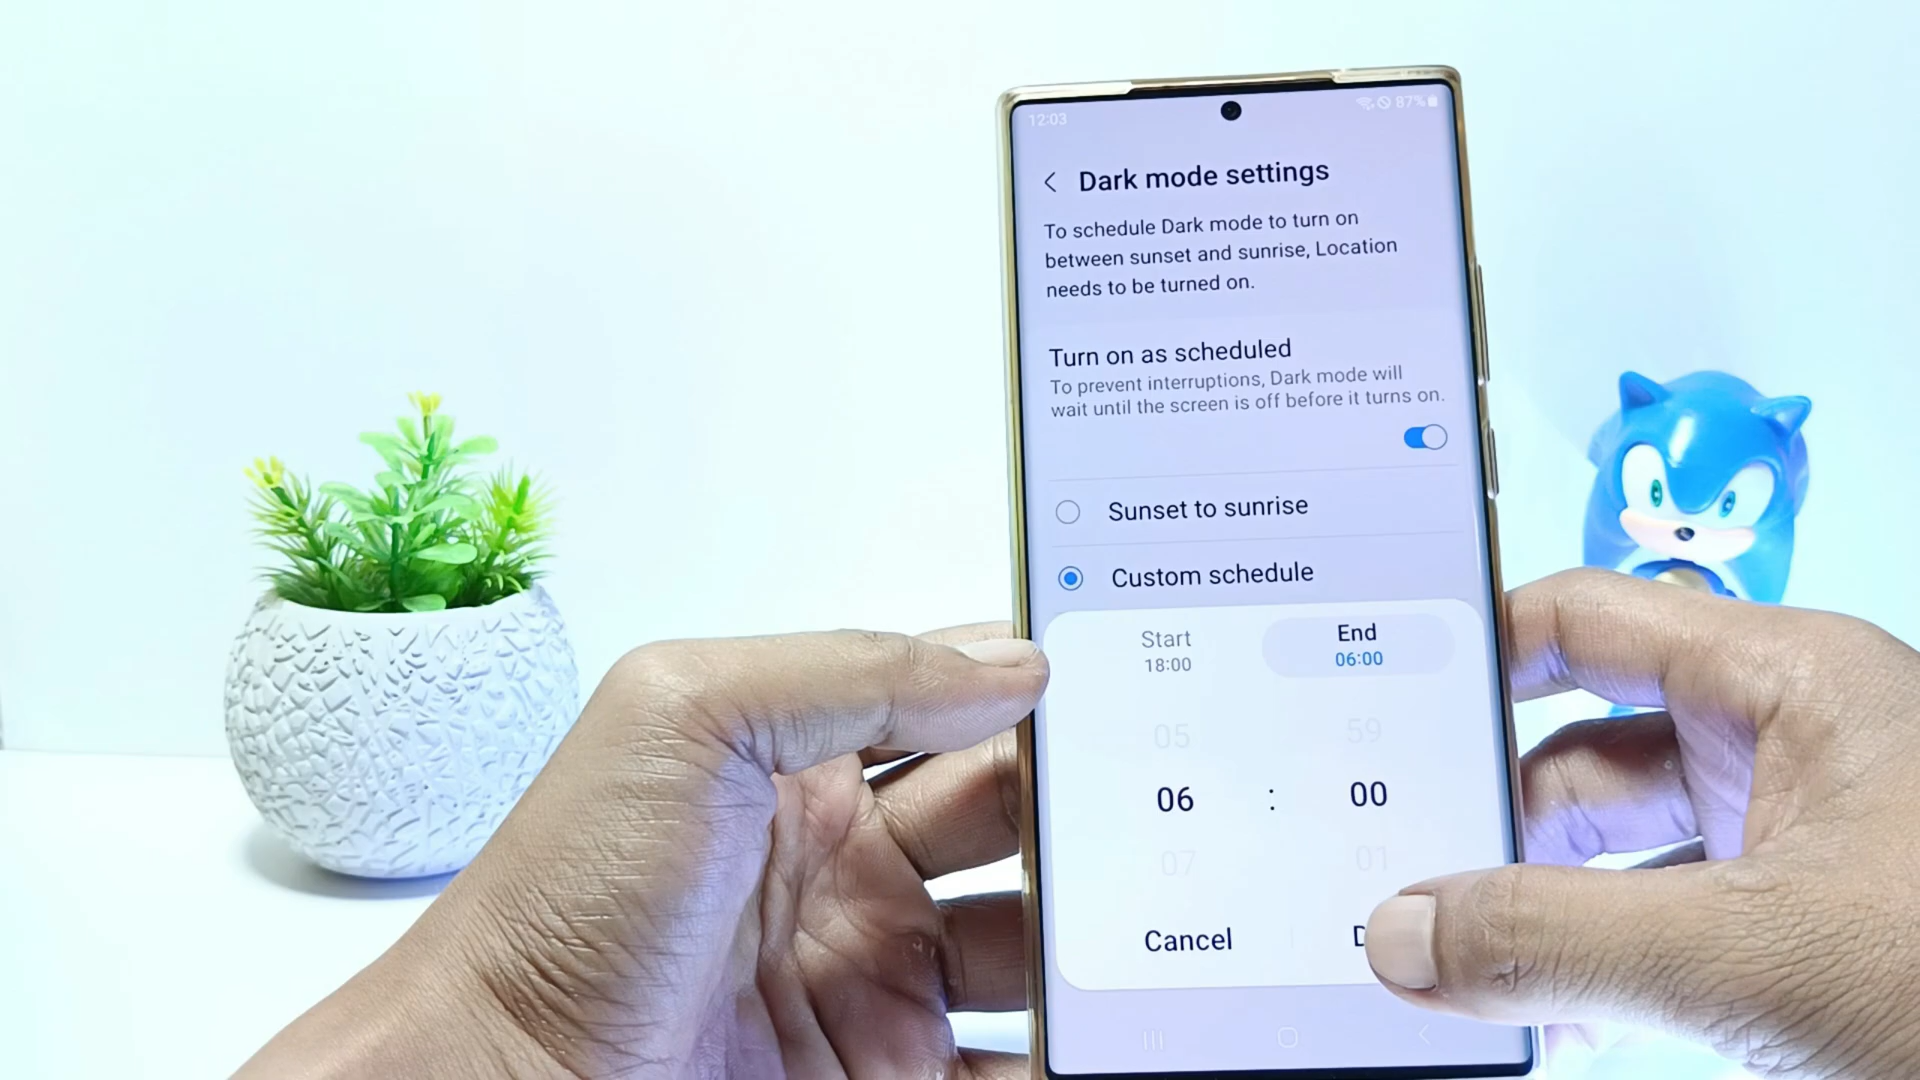 12:03
87%
Dark mode settings
To schedule Dark mode to turn on
between sunset and sunrise, Location
needs to be turned on.
Turn on as scheduled
To prevent interruptions, Dark mode will
wait until the screen is off before it turns on.
Sunset to sunrise
Custom schedule
Start
End
18:00
06:00
05
59
06 : 00
07
01
Cancel
D